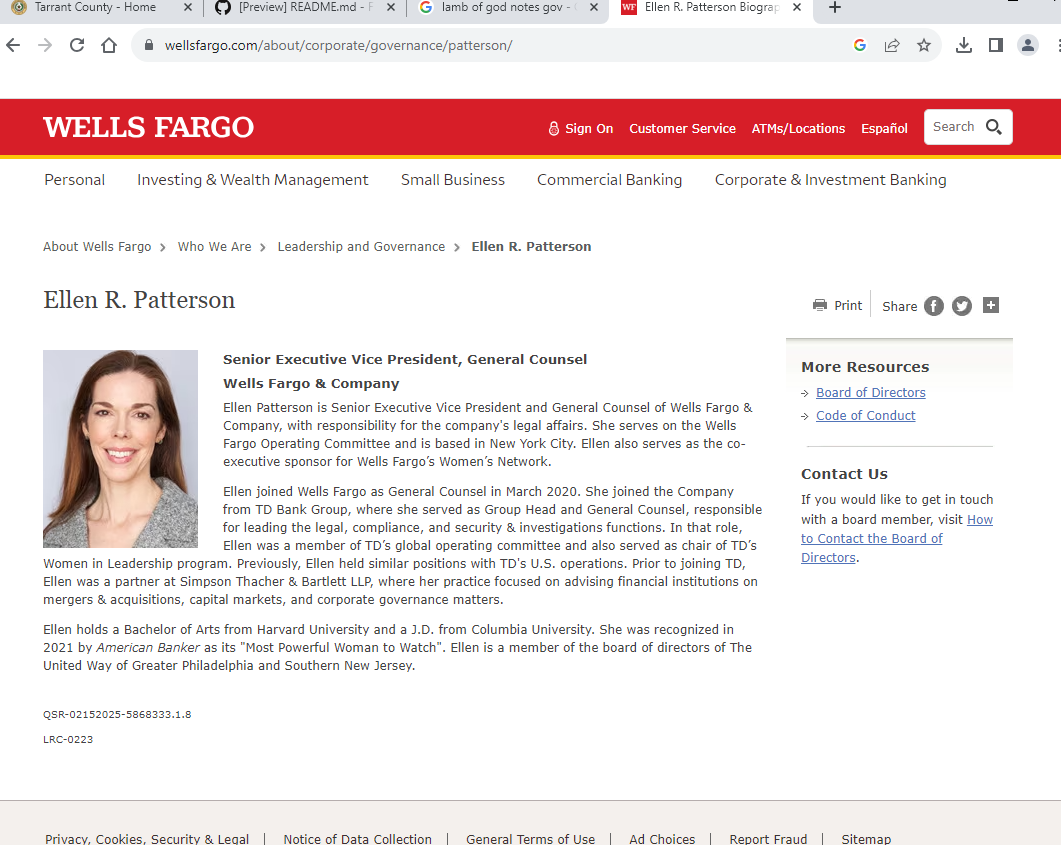 Tarrant County - Home
[Preview] README.md -
lamb of god notes gov -
WF Ellen R. Patterson Biograp
wellsfargo.com/about/corporate/governance/patterson/
WELLS FARGO
Sign On Customer Service ATMs/Locations Español Search
Personal Investing & Wealth Management Small Business Commercial Banking Corporate & Investment Banking
About Wells Fargo > Who We Are > Leadership and Governance > Ellen R. Patterson
Ellen R. Patterson
Print Share
Senior Executive Vice President, General Counsel
Wells Fargo & Company
Ellen Patterson is Senior Executive Vice President and General Counsel of Wells Fargo &
Company, with responsibility for the company's legal affairs. She serves on the Wells
Fargo Operating Committee and is based in New York City. Ellen also serves as the co-
executive sponsor for Wells Fargo’s Women’s Network.
Ellen joined Wells Fargo as General Counsel in March 2020. She joined the Company
from TD Bank Group, where she served as Group Head and General Counsel, responsible
for leading the legal, compliance, and security & investigations functions. In that role,
Ellen was a member of TD’s global operating committee and also served as chair of TD’s
Women in Leadership program. Previously, Ellen held similar positions with TD's U.S. operations. Prior to joining TD,
Ellen was a partner at Simpson Thacher & Bartlett LLP, where her practice focused on advising financial institutions on
mergers & acquisitions, capital markets, and corporate governance matters.
Ellen holds a Bachelor of Arts from Harvard University and a J.D. from Columbia University. She was recognized in
2021 by American Banker as its "Most Powerful Woman to Watch". Ellen is a member of the board of directors of The
United Way of Greater Philadelphia and Southern New Jersey.
QSR-02152025-5868333.1.8
LRC-0223
More Resources
Board of Directors
Code of Conduct
Contact Us
If you would like to get in touch
with a board member, visit How
to Contact the Board of
Directors.
Privacy, Cookies, Security & Legal | Notice of Data Collection | General Terms of Use | Ad Choices | Report Fraud | Sitemap